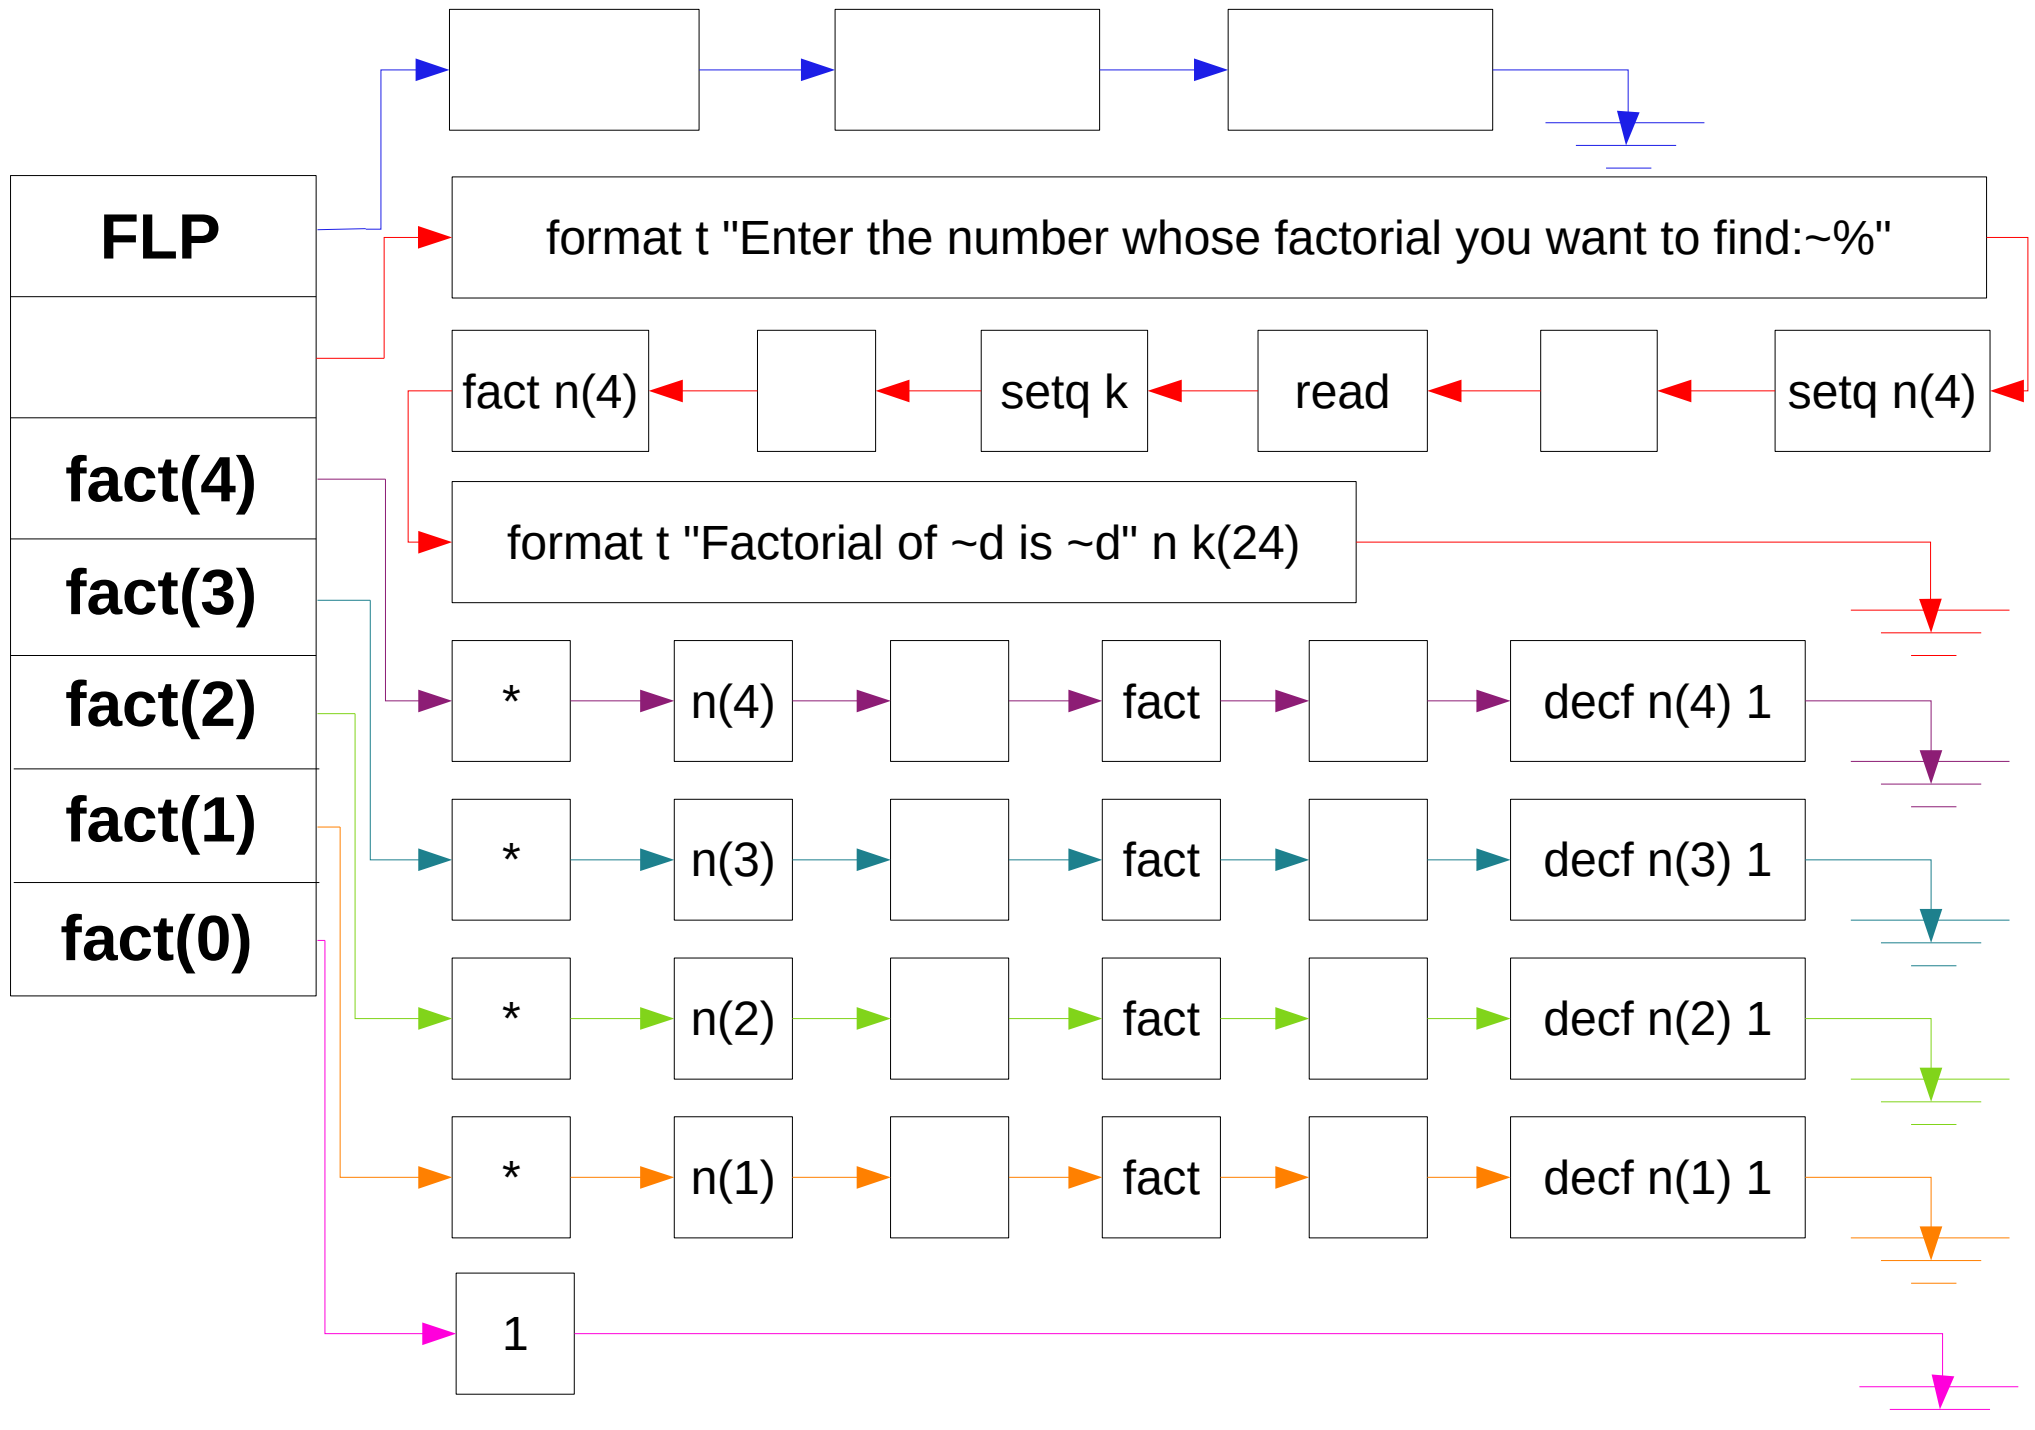 FLP
format t "Enter the number whose factorial you want to find:~%"
fact n(4) setq k read setq n(4)
fact(4)
format t "Factorial of ~d is ~d" n k(24)
fact(3)
fact(2)
* n(4) fact decf n(4) 1
fact(1)
* n(3) fact decf n(3) 1
fact(0)
* n(2) fact decf n(2) 1
* n(1) fact decf n(1) 1
1